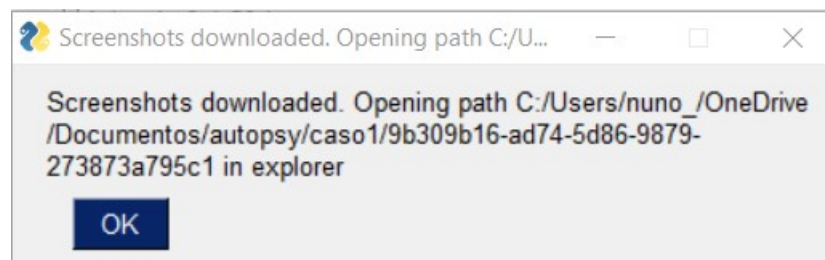 Screenshots downloaded. Opening path C:/U...
Screenshots downloaded. Opening path C:/Users/nuno_/OneDrive
/Documentos/autopsy/caso1/9b309b16-ad74-5d86-9879-
273873a795c1 in explorer
OK